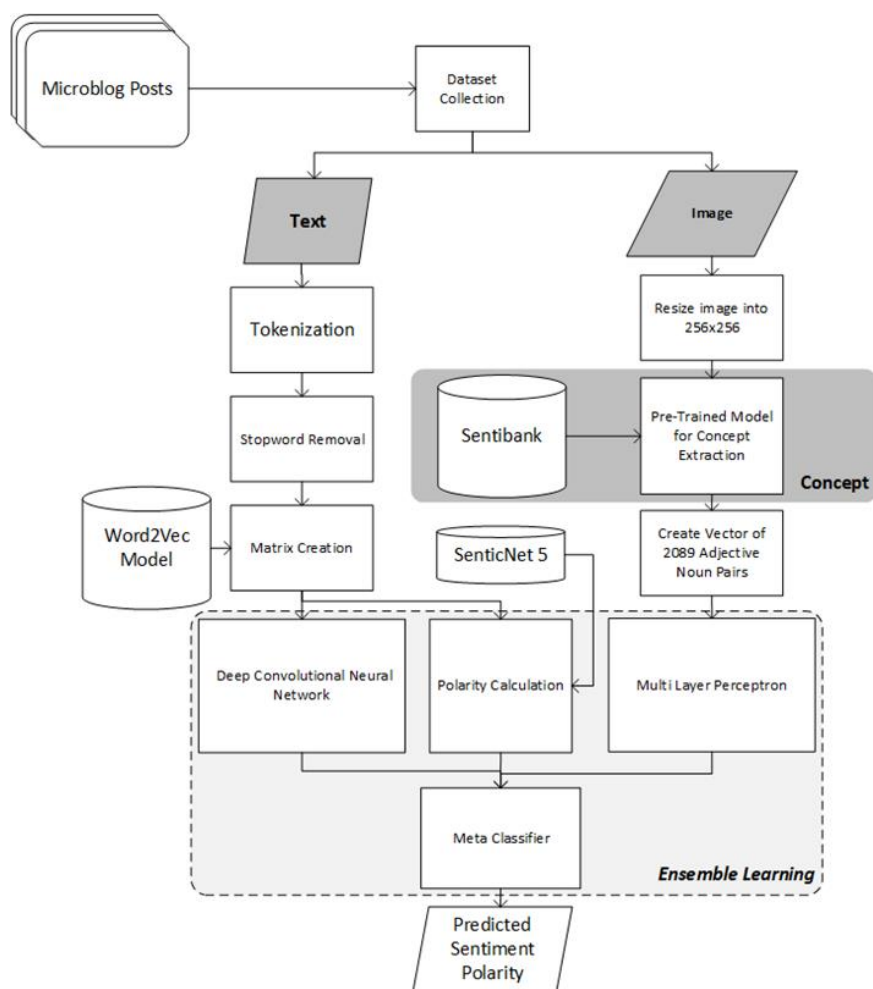 Microblog Posts
Dataset
Collection
Text
Image
Tokenization
Resize image into
256x256
Stopword Removal
Sentibank
Pre-Trained Model
for Concept
Extraction
Concept
Word2Vec
Model
Matrix Creation
SenticNet 5
Create Vector of
2089 Adjective
Noun Pairs
Deep Convolutional Neural
Network
Polarity Calculation
Multi Layer Perceptron
Meta Classifier
Ensemble Learning
Predicted
Sentiment
Polarity